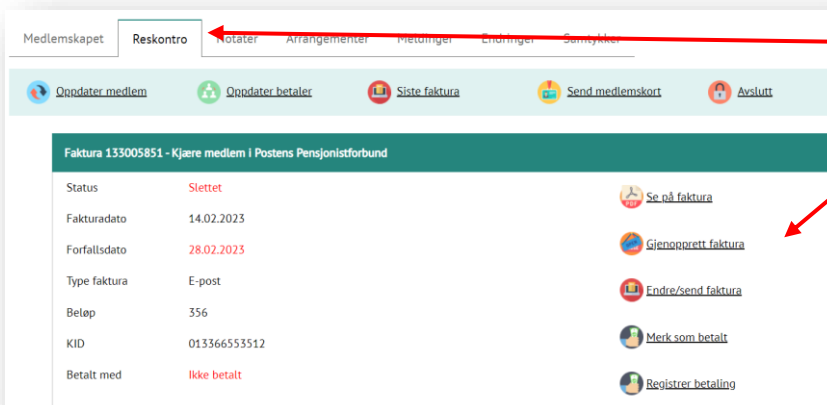 Medlemskapet Reskontro Notater Arrangementer Meldinger Endringer Samtykker
Oppdater medlem Oppdater betaler Siste faktura Send medlemskort Avslutt
Faktura 133005851 - Kjære medlem i Postens Pensjonistforbund
Status Slettet
Se på faktura
Fakturadato 14.02.2023
Gjenopprett faktura
Forfallsdato 28.02.2023
Type faktura E-post
Endre/send faktura
Beløp 356
Merk som betalt
KID 013366553512
Betalt med Ikke betalt
Registrer betaling